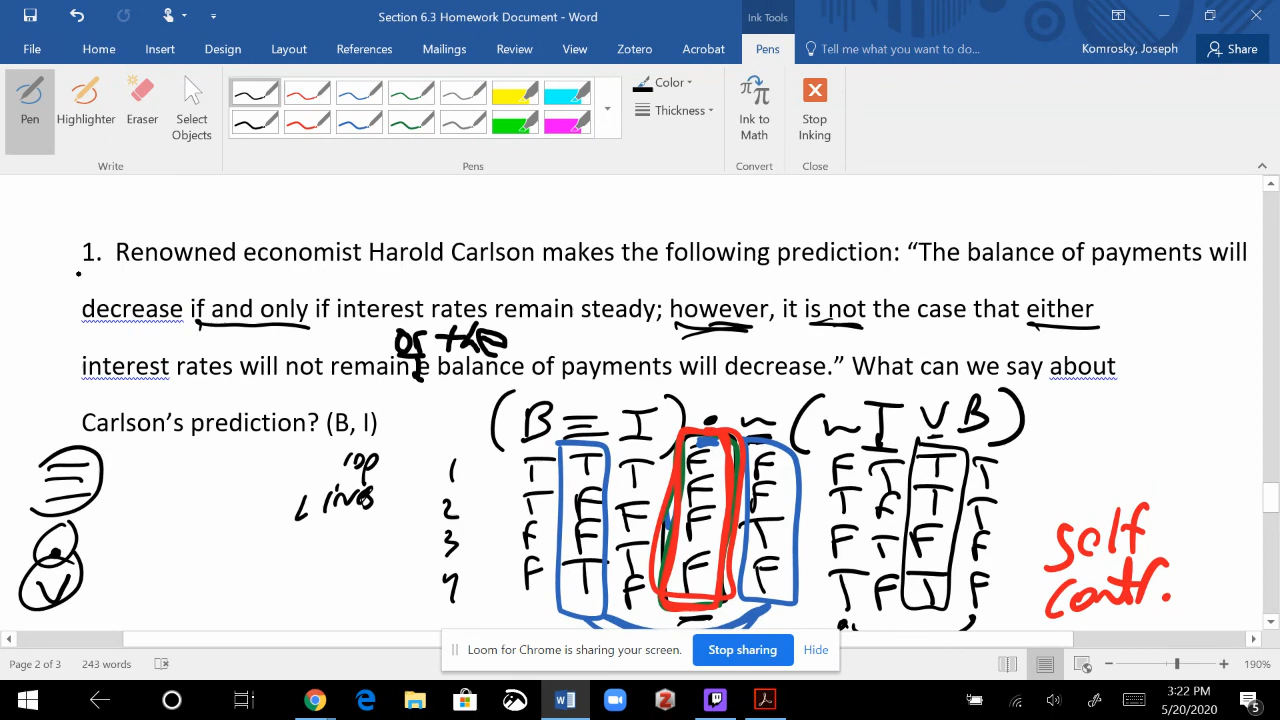 Section 6.3 Homework Document - Word
Ink Tools
File Home Insert Design Layout References Mailings Review View Zotero Acrobat Pens Tell me what you want to do... Komrosky, Joseph Share
Pen Highlighter Eraser Select Objects Color Thickness Ink to Math Stop Inking
Write Pens Convert Close
1. Renowned economist Harold Carlson makes the following prediction: “The balance of payments will
decrease if and only if interest rates remain steady; however, it is not the case that either
or the
interest rates will not remain e balance of payments will decrease.” What can we say about
Carlson’s prediction? (B, I)
(B ≡ I) • ~ (~ I V B)
1 T T T F F F T T T
2 T F F F F T F T T
3 F F T F T F T F F
4 F T F F F T F T F
≡
•
V
self
contr.
Loom for Chrome is sharing your screen. Stop sharing Hide
Page 2 of 3 243 words 190%
3:22 PM
5/20/2020
5